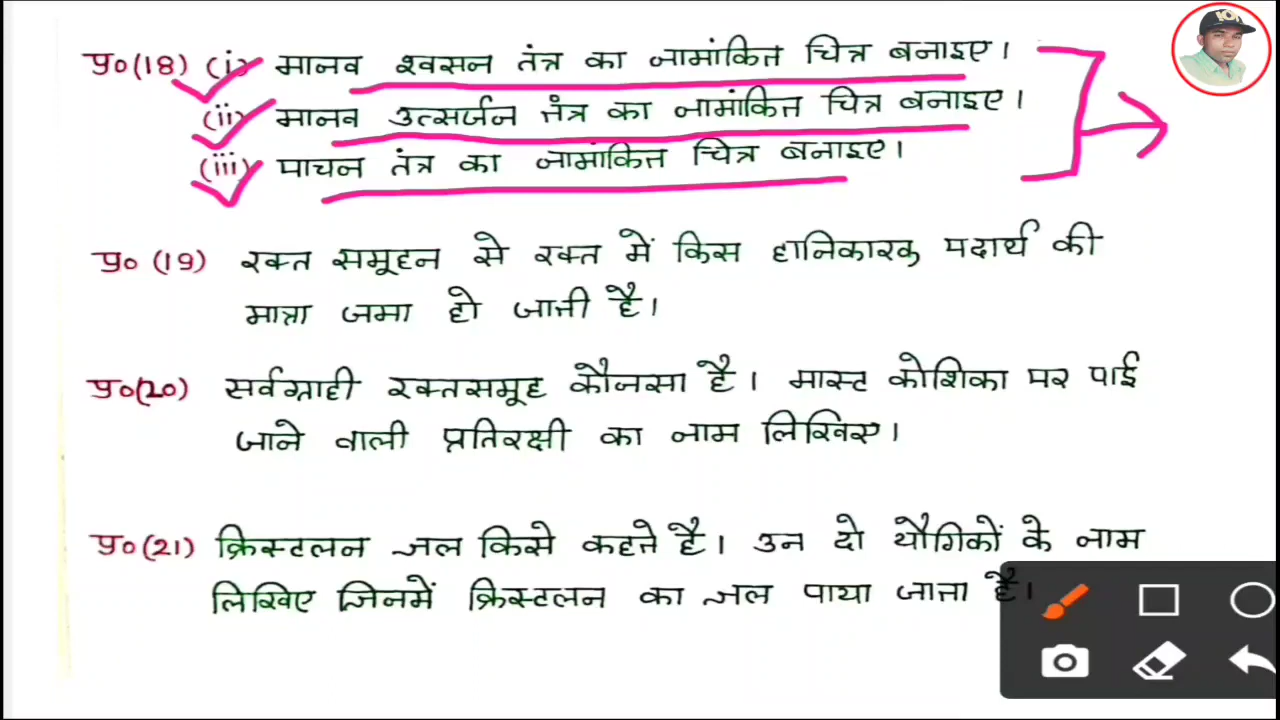 प्र०(18) (i) मानव श्वसन तंत्र का नामांकित चित्र बनाइए।
(ii) मानव उत्सर्जन तंत्र का नामांकित चित्र बनाइए।
(iii) पाचन तंत्र का नामांकित चित्र बनाइए।
प्र० (19) रक्त समूहन से रक्त में किस हानिकारक पदार्थ की
मात्रा जमा हो जाती है।
प्र०(20) सर्वग्राही रक्तसमूह कौनसा है। मास्ट कोशिका पर पाई
जाने वाली प्रतिरक्षी का नाम लिखिए।
प्र०(21) क्रिस्टलन जल किसे कहते है। उन दो यौगिकों के नाम
लिखिए जिनमें क्रिस्टलन का जल पाया जाता है।